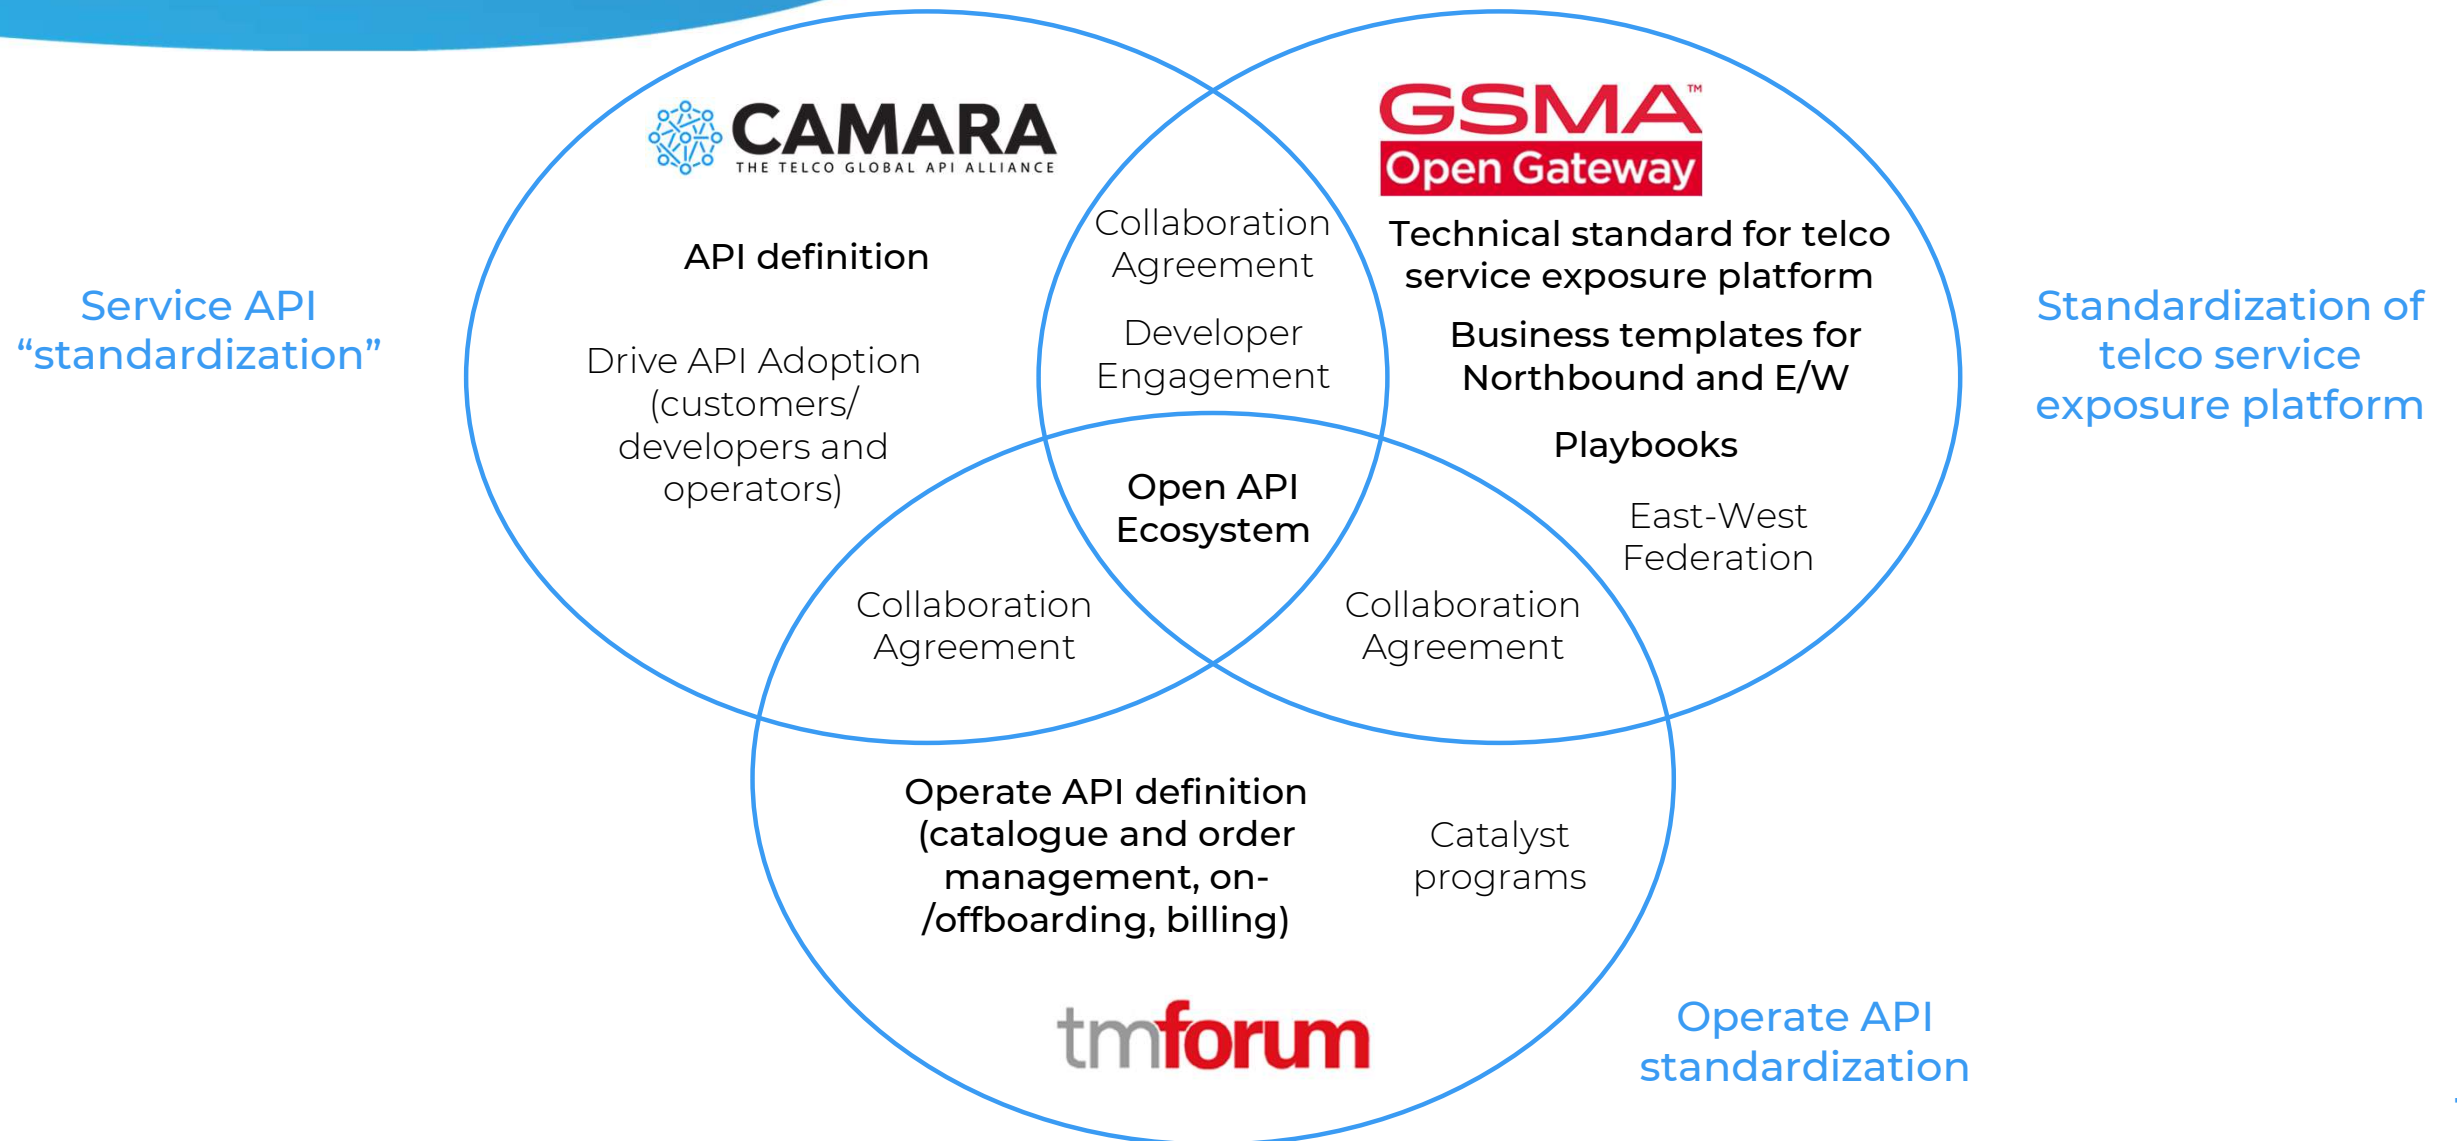 CAMARA
THE TELCO GLOBAL API ALLIANCE
GSMA™
Open Gateway
Service API
“standardization”
API definition
Drive API Adoption
(customers/
developers and
operators)
Collaboration
Agreement
Developer
Engagement
Technical standard for telco
service exposure platform
Business templates for
Northbound and E/W
Playbooks
East-West
Federation
Standardization of
telco service
exposure platform
Open API
Ecosystem
Collaboration
Agreement
Collaboration
Agreement
Operate API definition
(catalogue and order
management, on-
/offboarding, billing)
Catalyst
programs
tmforum
Operate API
standardization